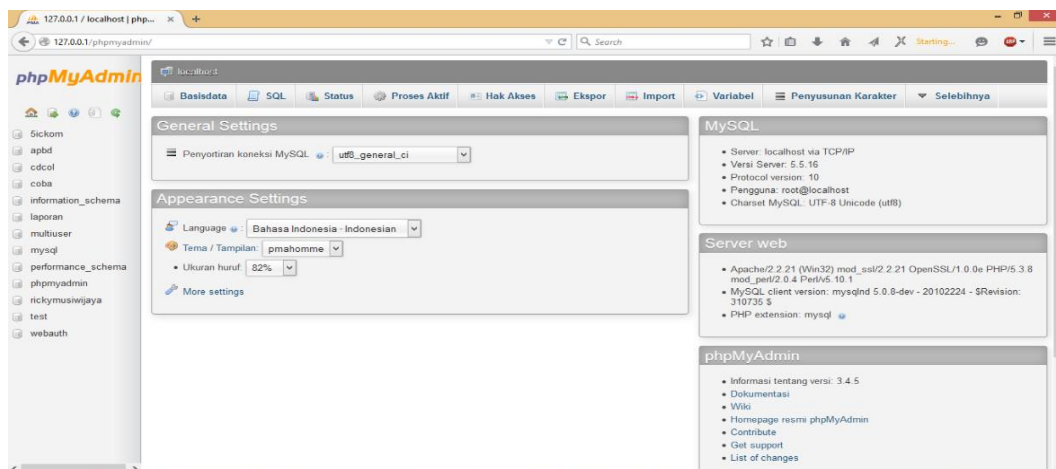 127.0.0.1 / localhost | php...
127.0.0.1/phpmyadmin/
Search
Starting...
phpMyAdmin
5ickom
apbd
cdcol
coba
information_schema
laporan
multiuser
mysql
performance_schema
phpmyadmin
rickymusiwijaya
test
webauth
localhost
Basisdata SQL Status Proses Aktif Hak Akses Ekspor Import Variabel Penyusunan Karakter Selebihnya
General Settings
Penyortiran koneksi MySQL : utf8_general_ci
Appearance Settings
Language : Bahasa Indonesia - Indonesian
Tema / Tampilan: pmahomme
Ukuran huruf: 82%
More settings
MySQL
Server: localhost via TCP/IP
Versi Server: 5.5.16
Protocol version: 10
Pengguna: root@localhost
Charset MySQL: UTF-8 Unicode (utf8)
Server web
Apache/2.2.21 (Win32) mod_ssl/2.2.21 OpenSSL/1.0.0e PHP/5.3.8
mod_perl/2.0.4 Perl/v5.10.1
MySQL client version: mysqlnd 5.0.8-dev - 20102224 - $Revision:
310735 $
PHP extension: mysql
phpMyAdmin
Informasi tentang versi: 3.4.5
Dokumentasi
Wiki
Homepage resmi phpMyAdmin
Contribute
Get support
List of changes